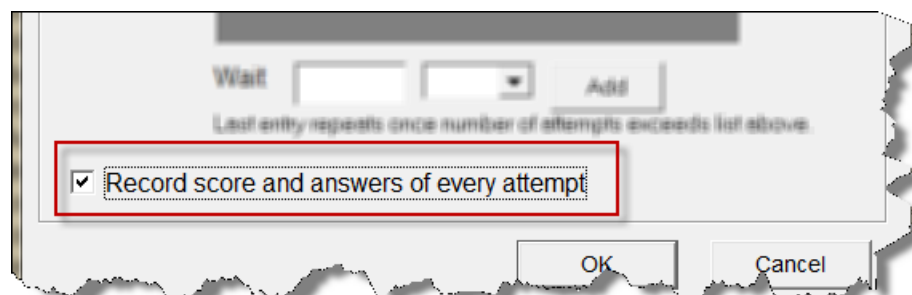 Wait
Add
Last entry repeats once number of attempts exceeds list above.
Record score and answers of every attempt
OK Cancel